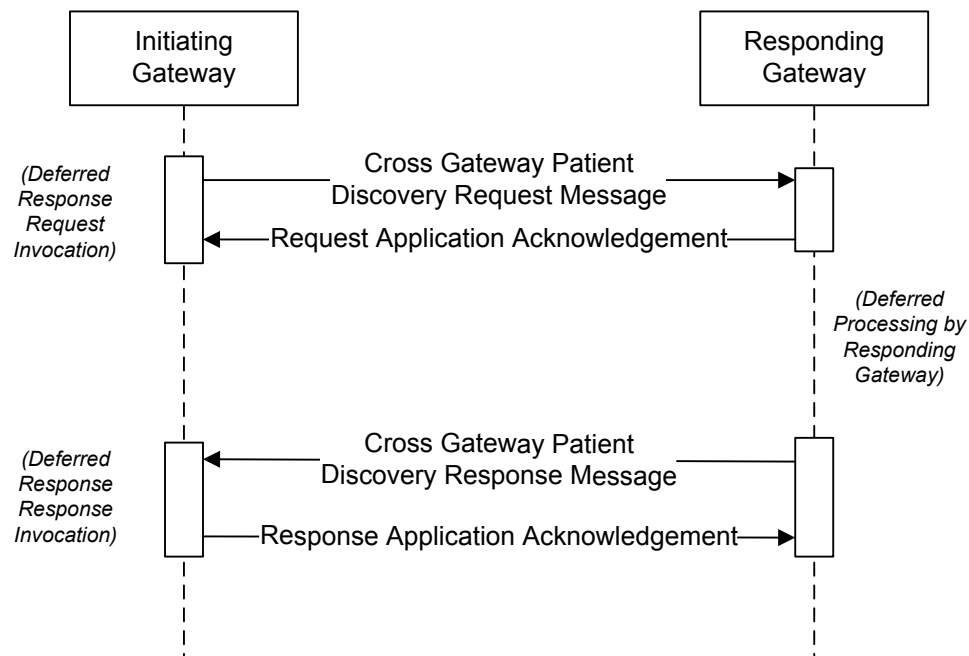 Initiating
Gateway
Responding
Gateway
(Deferred
Response
Request
Invocation)
Cross Gateway Patient
Discovery Request Message
Request Application Acknowledgement
(Deferred
Processing by
Responding
Gateway)
(Deferred
Response
Response
Invocation)
Cross Gateway Patient
Discovery Response Message
Response Application Acknowledgement